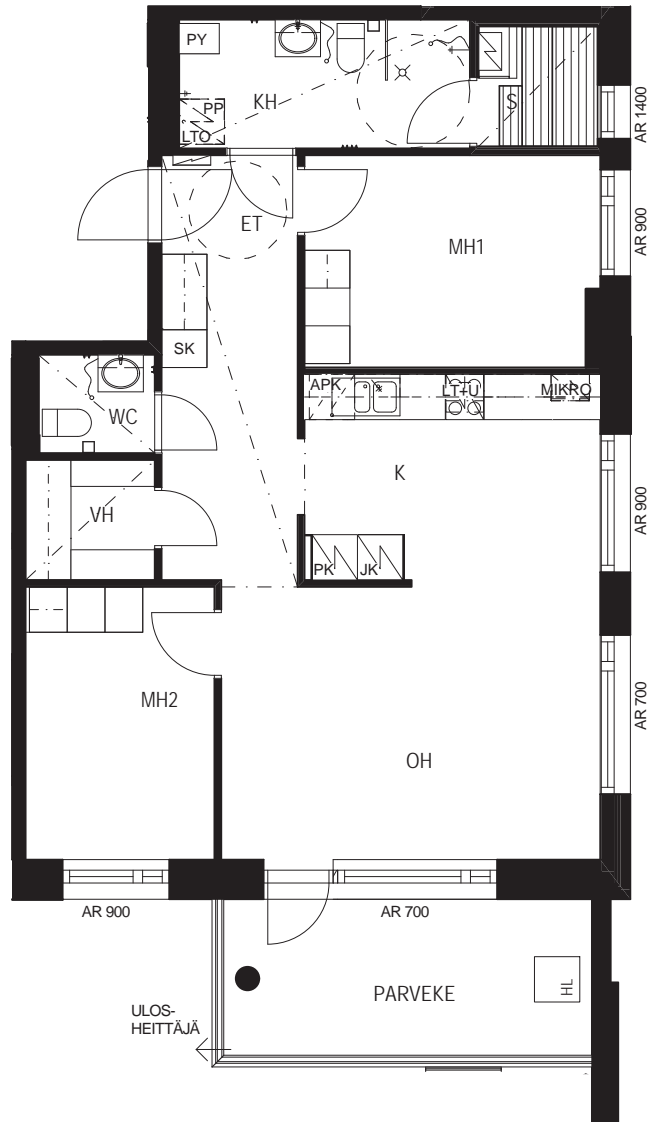 PY
KH
PP
LTO
S
AR 1400
ET
MH1
AR 900
SK
WC
APK
LT+U
MIKRO
K
VH
AR 900
PK
JK
MH2
OH
AR 700
AR 900
AR 700
PARVEKE
HL
ULOS-
HEITTÄJÄ